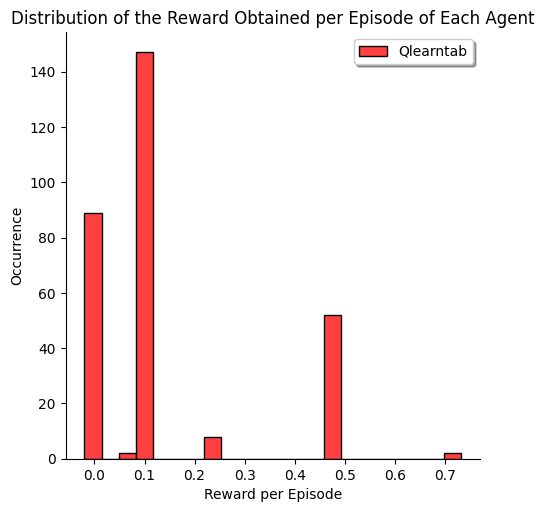 Distribution of the Reward Obtained per Episode of Each Agent
Qlearntab
Occurrence
140
120
100
80
60
40
20
0
0.0 0.1 0.2 0.3 0.4 0.5 0.6 0.7
Reward per Episode